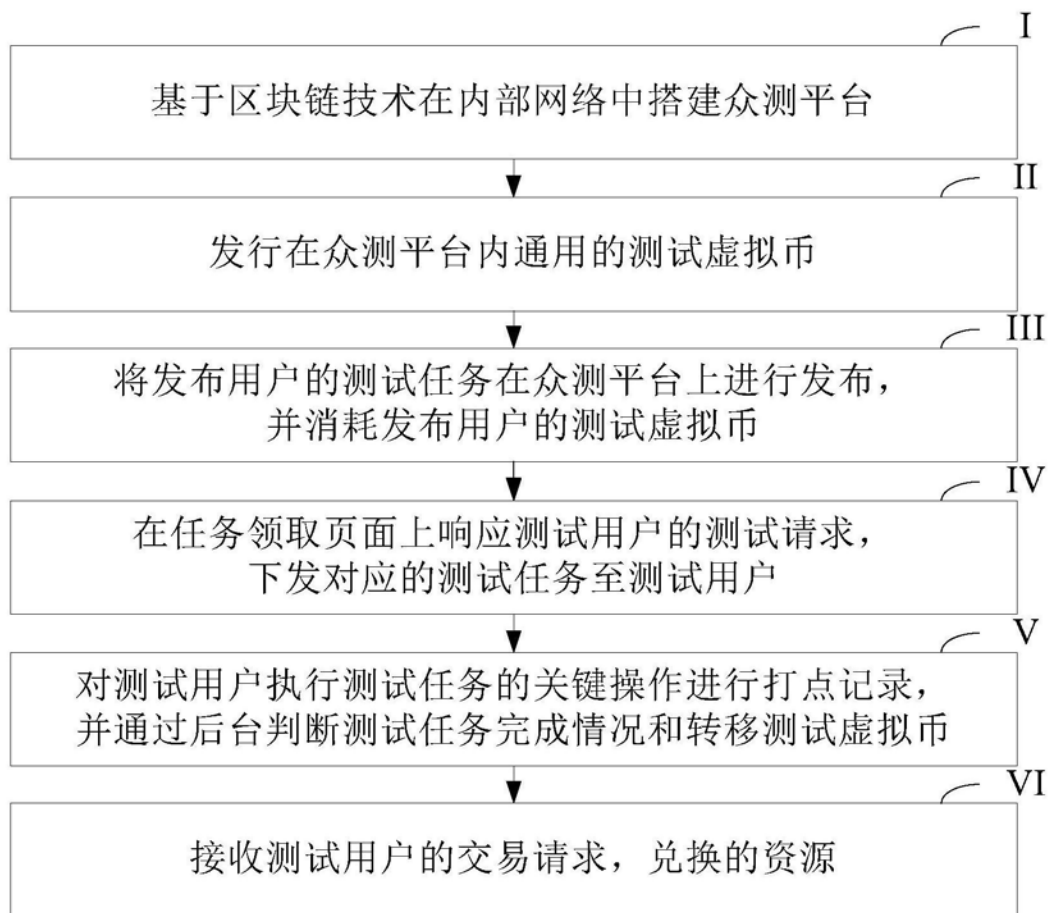 I
基于区块链技术在内部网络中搭建众测平台
II
发行在众测平台内通用的测试虚拟币
III
将发布用户的测试任务在众测平台上进行发布，
并消耗发布用户的测试虚拟币
IV
在任务领取页面上响应测试用户的测试请求，
下发对应的测试任务至测试用户
V
对测试用户执行测试任务的关键操作进行打点记录，
并通过后台判断测试任务完成情况和转移测试虚拟币
VI
接收测试用户的交易请求，兑换的资源